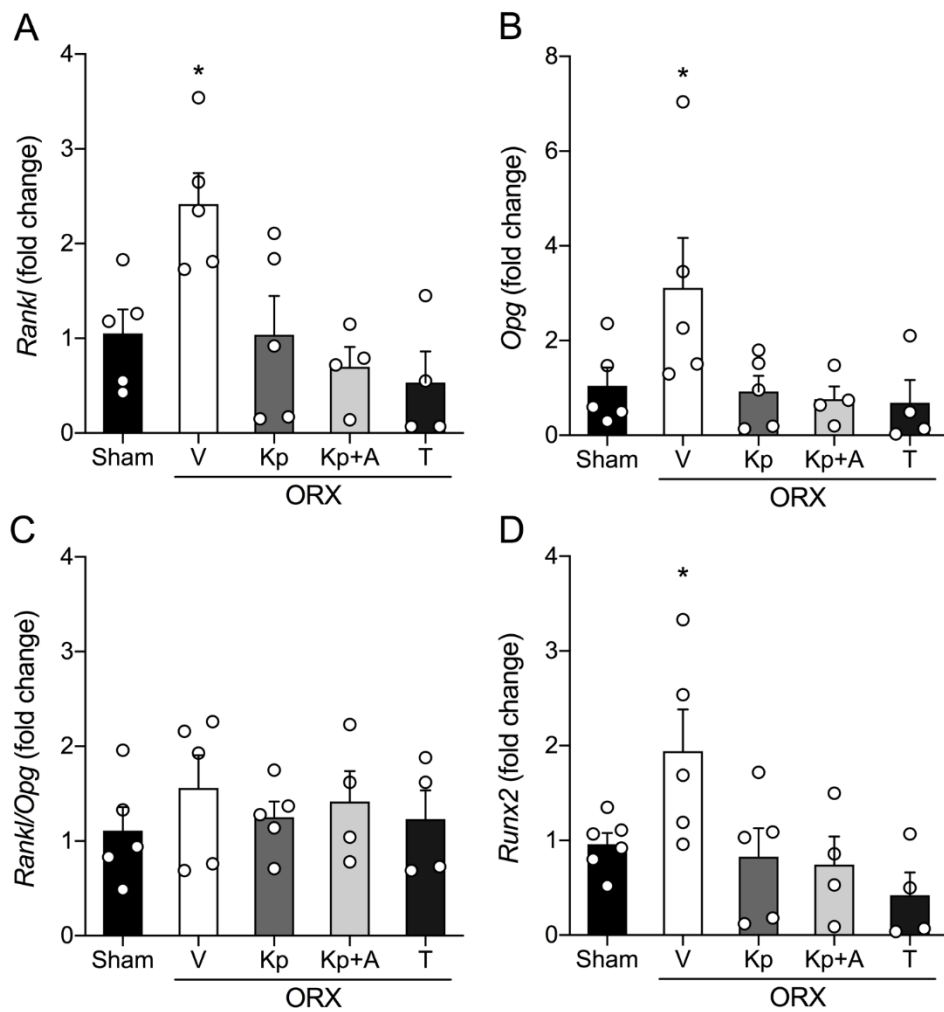 A
Rankl (fold change)
4
3
2
1
0
*
Sham V Kp Kp+A T
ORX
B
Opg (fold change)
8
6
4
2
0
*
Sham V Kp Kp+A T
ORX
C
Rankl/Opg (fold change)
4
3
2
1
0
Sham V Kp Kp+A T
ORX
D
Runx2 (fold change)
4
3
2
1
0
*
Sham V Kp Kp+A T
ORX